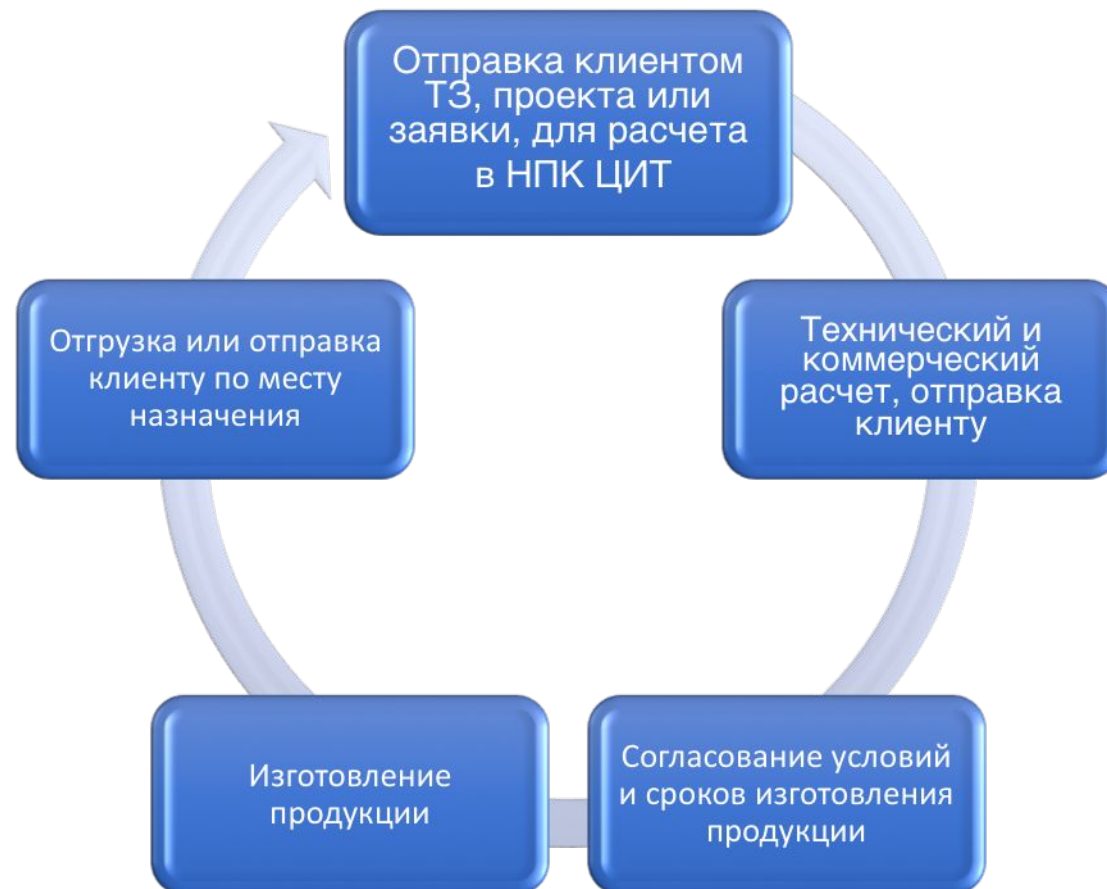 Отправка клиентом
ТЗ, проекта или
заявки, для расчета
в НПК ЦИТ
Технический и
коммерческий
расчет, отправка
клиенту
Согласование условий
и сроков изготовления
продукции
Изготовление
продукции
Отгрузка или отправка
клиенту по месту
назначения